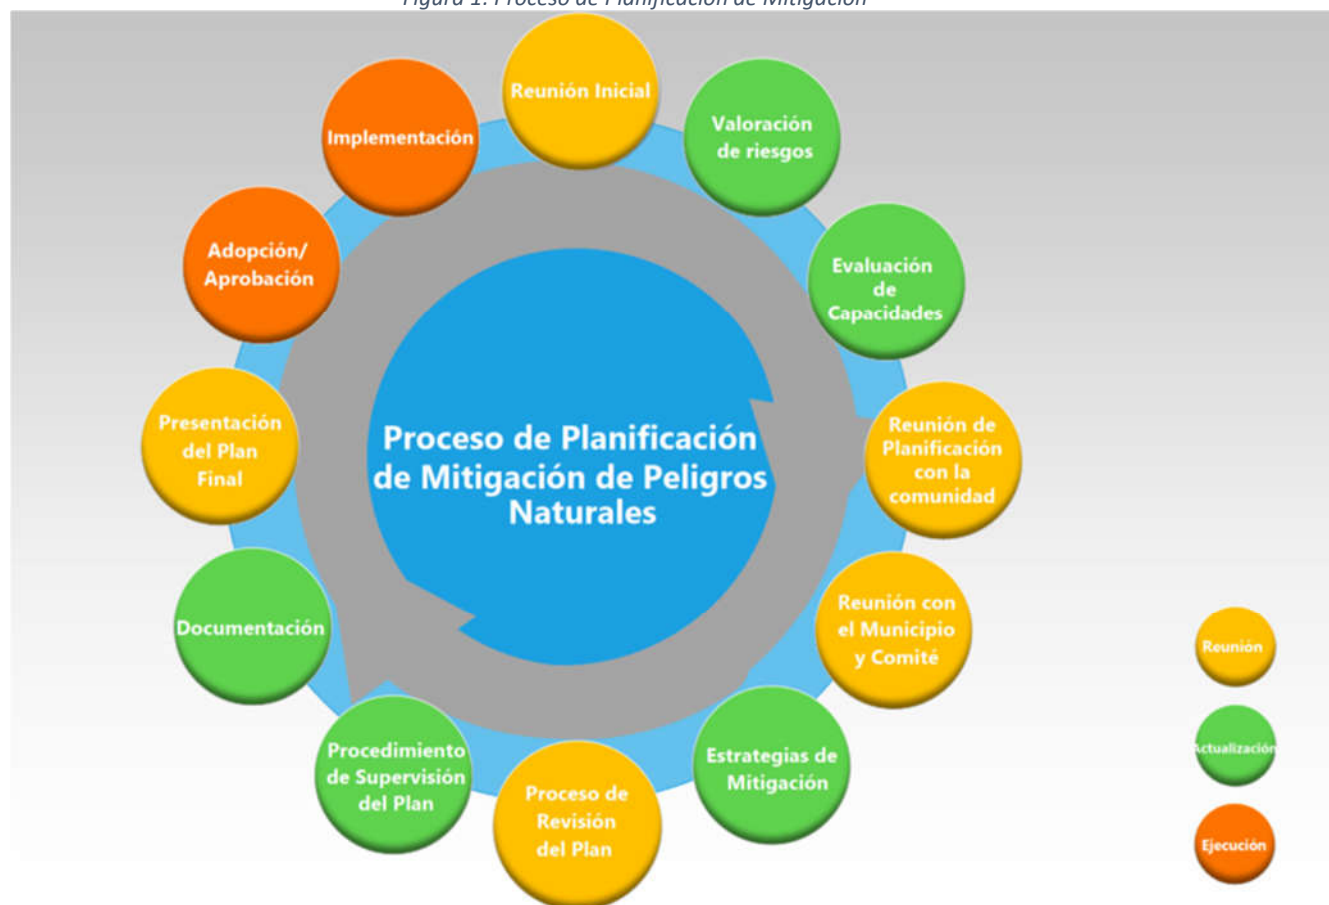 Figura 1. Proceso de Planificación de Mitigación
Reunión Inicial
Valoración
de riesgos
Evaluación
de
Capacidades
Reunión de
Planificación
con la
comunidad
Reunión con
el Municipio
y Comité
Estrategias de
Mitigación
Proceso de
Revisión
del Plan
Procedimiento
de Supervisión
del Plan
Documentación
Presentación
del Plan
Final
Adopción/
Aprobación
Implementación
Proceso de Planificación
de Mitigación de Peligros
Naturales
Reunión
Actualización
Ejecución